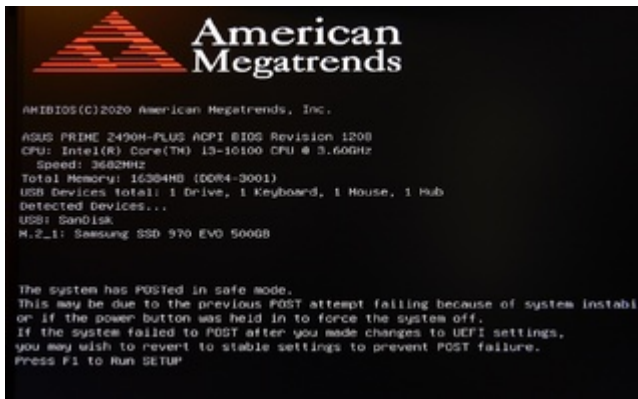 American
Megatrends
AMIBIOS(C)2020 American Megatrends, Inc.
ASUS PRIME Z490M-PLUS ACPI BIOS Revision 1208
CPU: Intel(R) Core(TM) i3-10100 CPU @ 3.60GHz
Speed: 3682MHz
Total Memory: 16384MB (DDR4-3001)
USB Devices total: 1 Drive, 1 Keyboard, 1 Mouse, 1 Hub
Detected Devices...
USB: SanDisk
M.2_1: Samsung SSD 970 EVO 500GB
The system has POSTed in safe mode.
This may be due to the previous POST attempt failing because of system instabi
or if the power button was held in to force the system off.
If the system failed to POST after you made changes to UEFI settings,
you may wish to revert to stable settings to prevent POST failure.
Press F1 to Run SETUP